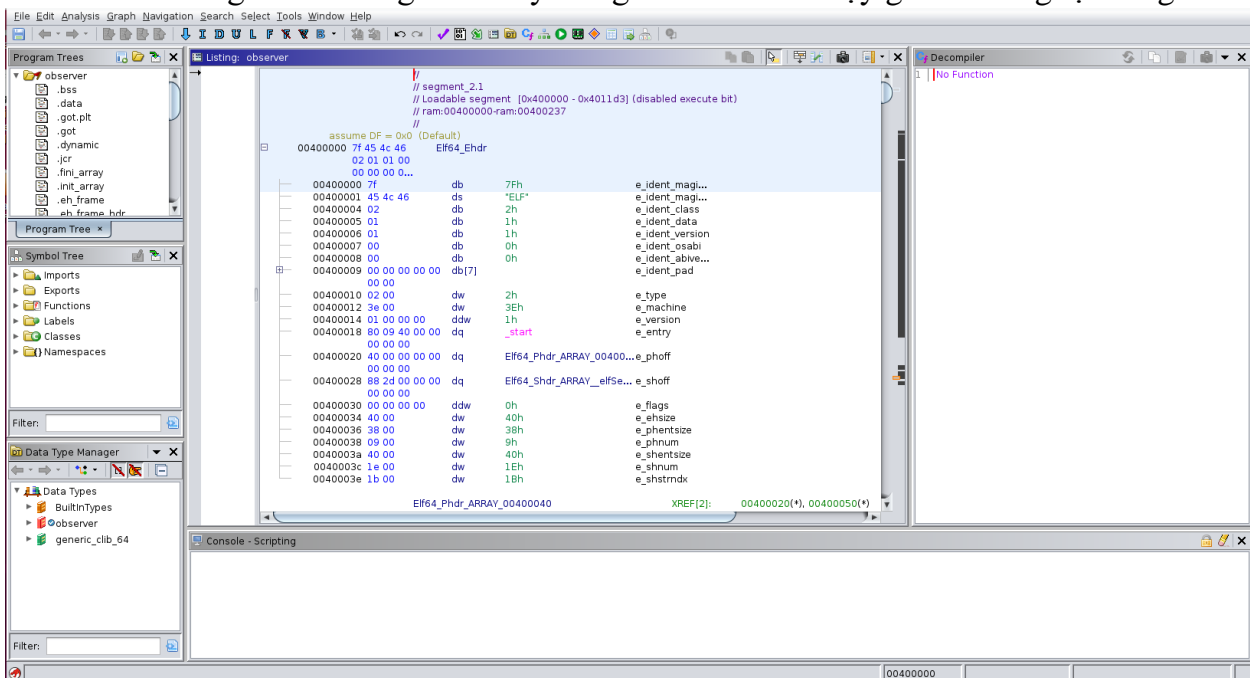 File Edit Analysis Graph Navigation Search Select Tools Window Help
I D U L F B
Program Trees
observer
.bss
.data
.got.plt
.got
.dynamic
.jcr
.fini_array
.init_array
.eh_frame
.eh_frame_hdr
Program Tree ×
Symbol Tree
Imports
Exports
Functions
Labels
Classes
Namespaces
Filter:
Data Type Manager
Data Types
BuiltInTypes
observer
generic_clib_64
Filter:
Listing: observer
//
// segment_2.1
// Loadable segment [0x400000 - 0x4011d3] (disabled execute bit)
// ram:00400000-ram:00400237
//
assume DF = 0x0 (Default)
00400000 7f 45 4c 46 Elf64_Ehdr
02 01 01 00
00 00 00 0...
00400000 7f db 7Fh e_ident_magi...
00400001 45 4c 46 ds "ELF" e_ident_magi...
00400004 02 db 2h e_ident_class
00400005 01 db 1h e_ident_data
00400006 01 db 1h e_ident_version
00400007 00 db 0h e_ident_osabi
00400008 00 db 0h e_ident_abive...
00400009 00 00 00 00 00 db[7] e_ident_pad
00 00
00400010 02 00 dw 2h e_type
00400012 3e 00 dw 3Eh e_machine
00400014 01 00 00 00 ddw 1h e_version
00400018 80 09 40 00 00 dq _start e_entry
00 00 00
00400020 40 00 00 00 00 dq Elf64_Phdr_ARRAY_00400... e_phoff
00 00 00
00400028 88 2d 00 00 00 dq Elf64_Shdr_ARRAY__elfSe... e_shoff
00 00 00
00400030 00 00 00 00 ddw 0h e_flags
00400034 40 00 dw 40h e_ehsize
00400036 38 00 dw 38h e_phentsize
00400038 09 00 dw 9h e_phnum
0040003a 40 00 dw 40h e_shentsize
0040003c 1e 00 dw 1Eh e_shnum
0040003e 1b 00 dw 1Bh e_shstrndx
Elf64_Phdr_ARRAY_00400040 XREF[2]: 00400020(*), 00400050(*)
Decompiler
1 No Function
Console - Scripting
00400000